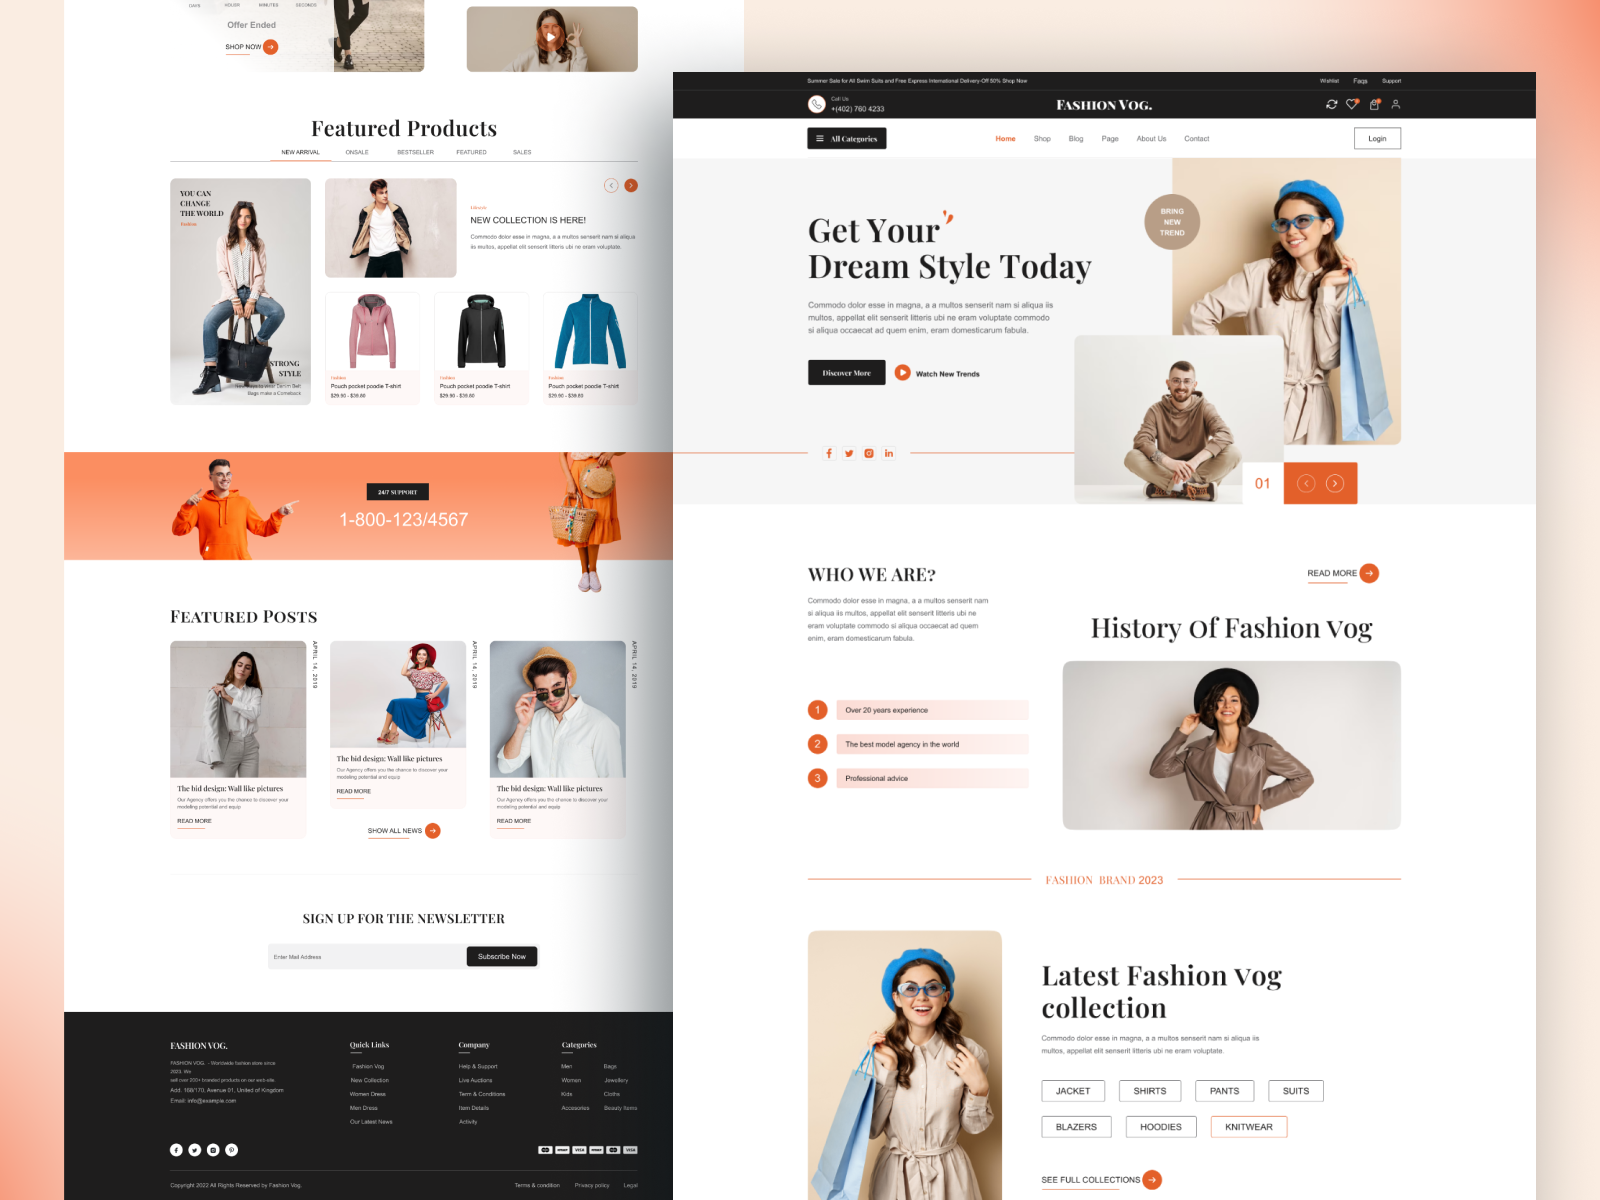 DAYS
HOURS
MINUTES
SECONDS
Offer Ended
SHOP NOW
Featured Products
NEW ARRIVAL
ONSALE
BESTSELLER
FEATURED
SALES
YOU CAN
CHANGE
THE WORLD
Fashion
STRONG
STYLE
Bags make a Comeback
Lifestyle
NEW COLLECTION IS HERE!
Commodo dolor esse in magna, a a multos senserit nam si aliqua
iis multos, appellat elit senserit litteris ubi ne eram voluptate.
Fashion
Pouch pocket poodle T-shirt
$29.90 - $39.80
Fashion
Pouch pocket poodle T-shirt
$29.90 - $39.80
Fashion
Pouch pocket poodle T-shirt
$29.90 - $39.80
24/7 SUPPORT
1-800-123/4567
FEATURED POSTS
APRIL 14, 2019
APRIL 14, 2019
APRIL 14, 2019
The bid design: Wall like pictures
Our Agency offers you the chance to discover your
modeling potential and equip
READ MORE
The bid design: Wall like pictures
Our Agency offers you the chance to discover your
modeling potential and equip
READ MORE
The bid design: Wall like pictures
Our Agency offers you the chance to discover your
modeling potential and equip
READ MORE
SHOW ALL NEWS
SIGN UP FOR THE NEWSLETTER
Enter Mail Address
Subscribe Now
FASHION VOG.
FASHION VOG. - Worldwide fashion store since
2023. We
sell over 200+ branded products on our web-site.
Add. 168/170, Avenue 01, United of Kingdom
Email: info@example.com
Quick Links
Fashion Vog
New Collection
Women Dress
Men Dress
Our Latest News
Company
Help & Support
Live Auctions
Term & Conditions
Item Details
Activity
Categories
Men
Bags
Women
Jewellery
Kids
Clothe
Accesories
Beauty Items
VISA
VISA
Copyright 2022 All Rights Reserved by Fashion Vog.
Terms & condition
Privacy policy
Legal
Summer Sale for All Swim Suits and Free Express International Delivery-Off 50% Shop Now
Wishlist
Faqs
Support
Call Us
+(402) 760 4233
FASHION VOG.
All Categories
Home
Shop
Blog
Page
About Us
Contact
Login
Get Your
Dream Style Today
BRING
NEW
TREND
Commodo dolor esse in magna, a a multos senserit nam si aliqua iis
multos, appellat elit senserit litteris ubi ne eram voluptate commodo
si aliqua occaecat ad quem enim, eram domesticarum fabula.
Discover More
Watch New Trends
01
WHO WE ARE?
READ MORE
Commodo dolor esse in magna, a a multos senserit nam
si aliqua iis multos, appellat elit senserit litteris ubi ne
eram voluptate commodo si aliqua occaecat ad quem
enim, eram domesticarum fabula.
History Of Fashion Vog
1
Over 20 years experience
2
The best model agency in the world
3
Professional advice
FASHION BRAND 2023
Latest Fashion Vog
collection
Commodo dolor esse in magna, a a multos senserit nam si aliqua iis
multos, appellat elit senserit litteris ubi ne eram voluptate.
JACKET
SHIRTS
PANTS
SUITS
BLAZERS
HOODIES
KNITWEAR
SEE FULL COLLECTIONS